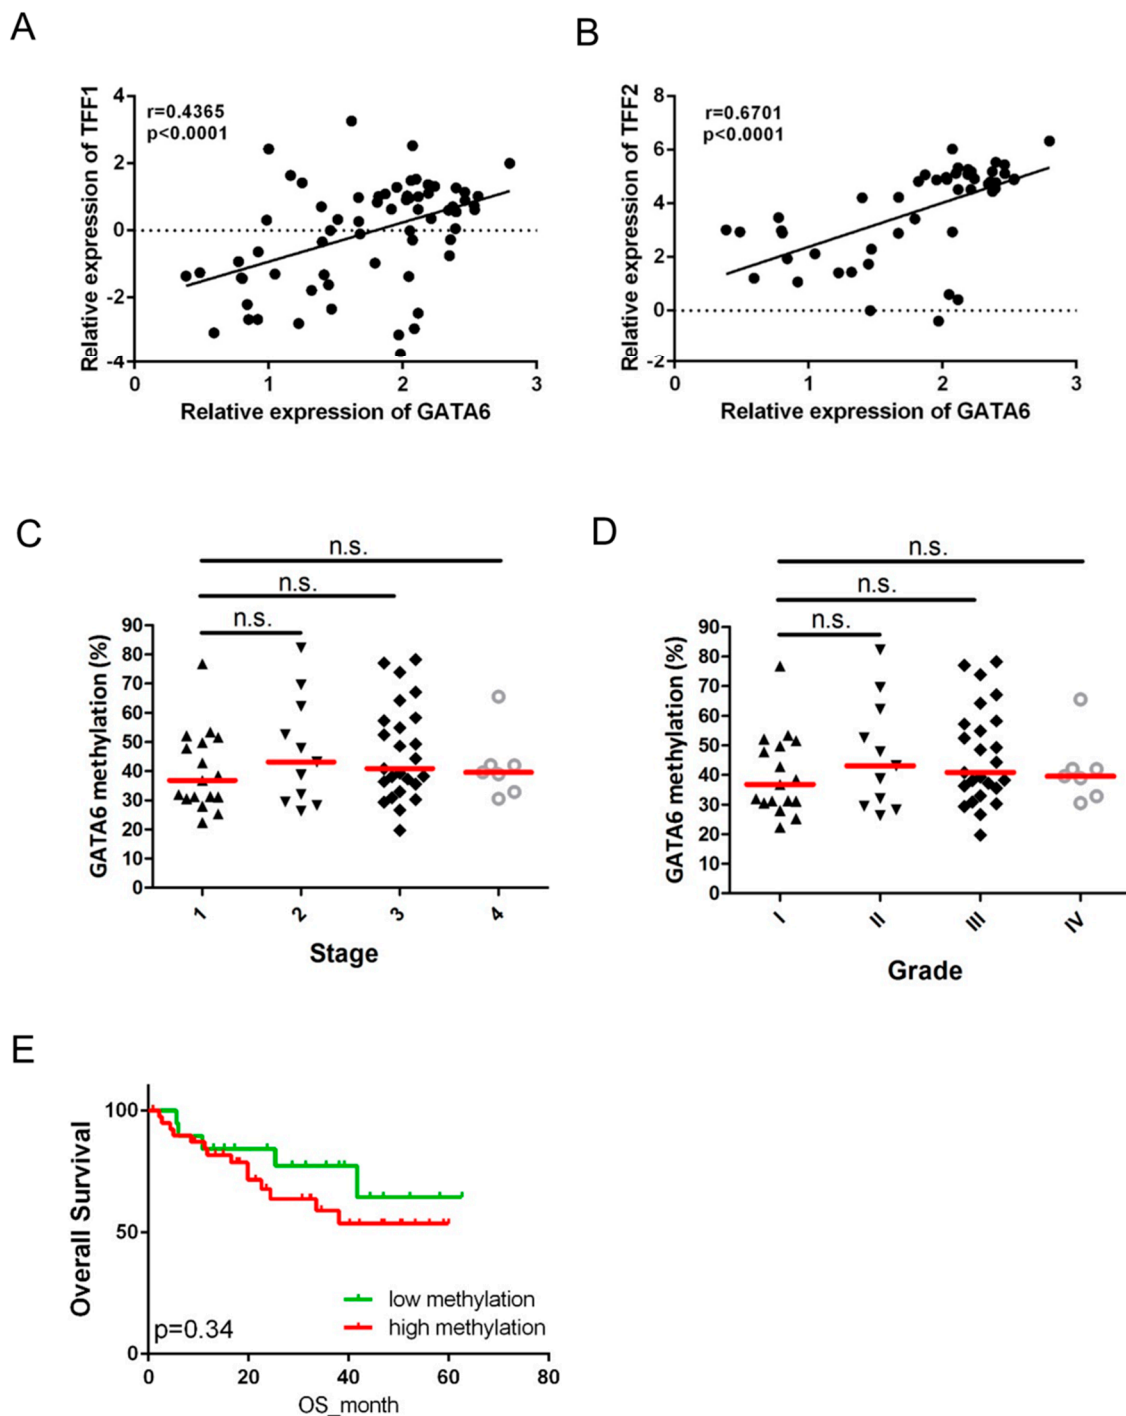 A
B
r=0.4365
p<0.0001
Relative expression of TFF1
4
2
0
-2
-4
0 1 2 3
Relative expression of GATA6
r=0.6701
p<0.0001
Relative expression of TFF2
8
6
4
2
0
-2
0 1 2 3
Relative expression of GATA6
C
n.s.
n.s.
n.s.
GATA6 methylation (%)
90
80
70
60
50
40
30
20
10
0
1 2 3 4
Stage
D
n.s.
n.s.
n.s.
GATA6 methylation (%)
90
80
70
60
50
40
30
20
10
0
I II III IV
Grade
E
Overall Survival
100
50
0
low methylation
high methylation
p=0.34
0 20 40 60 80
OS_month